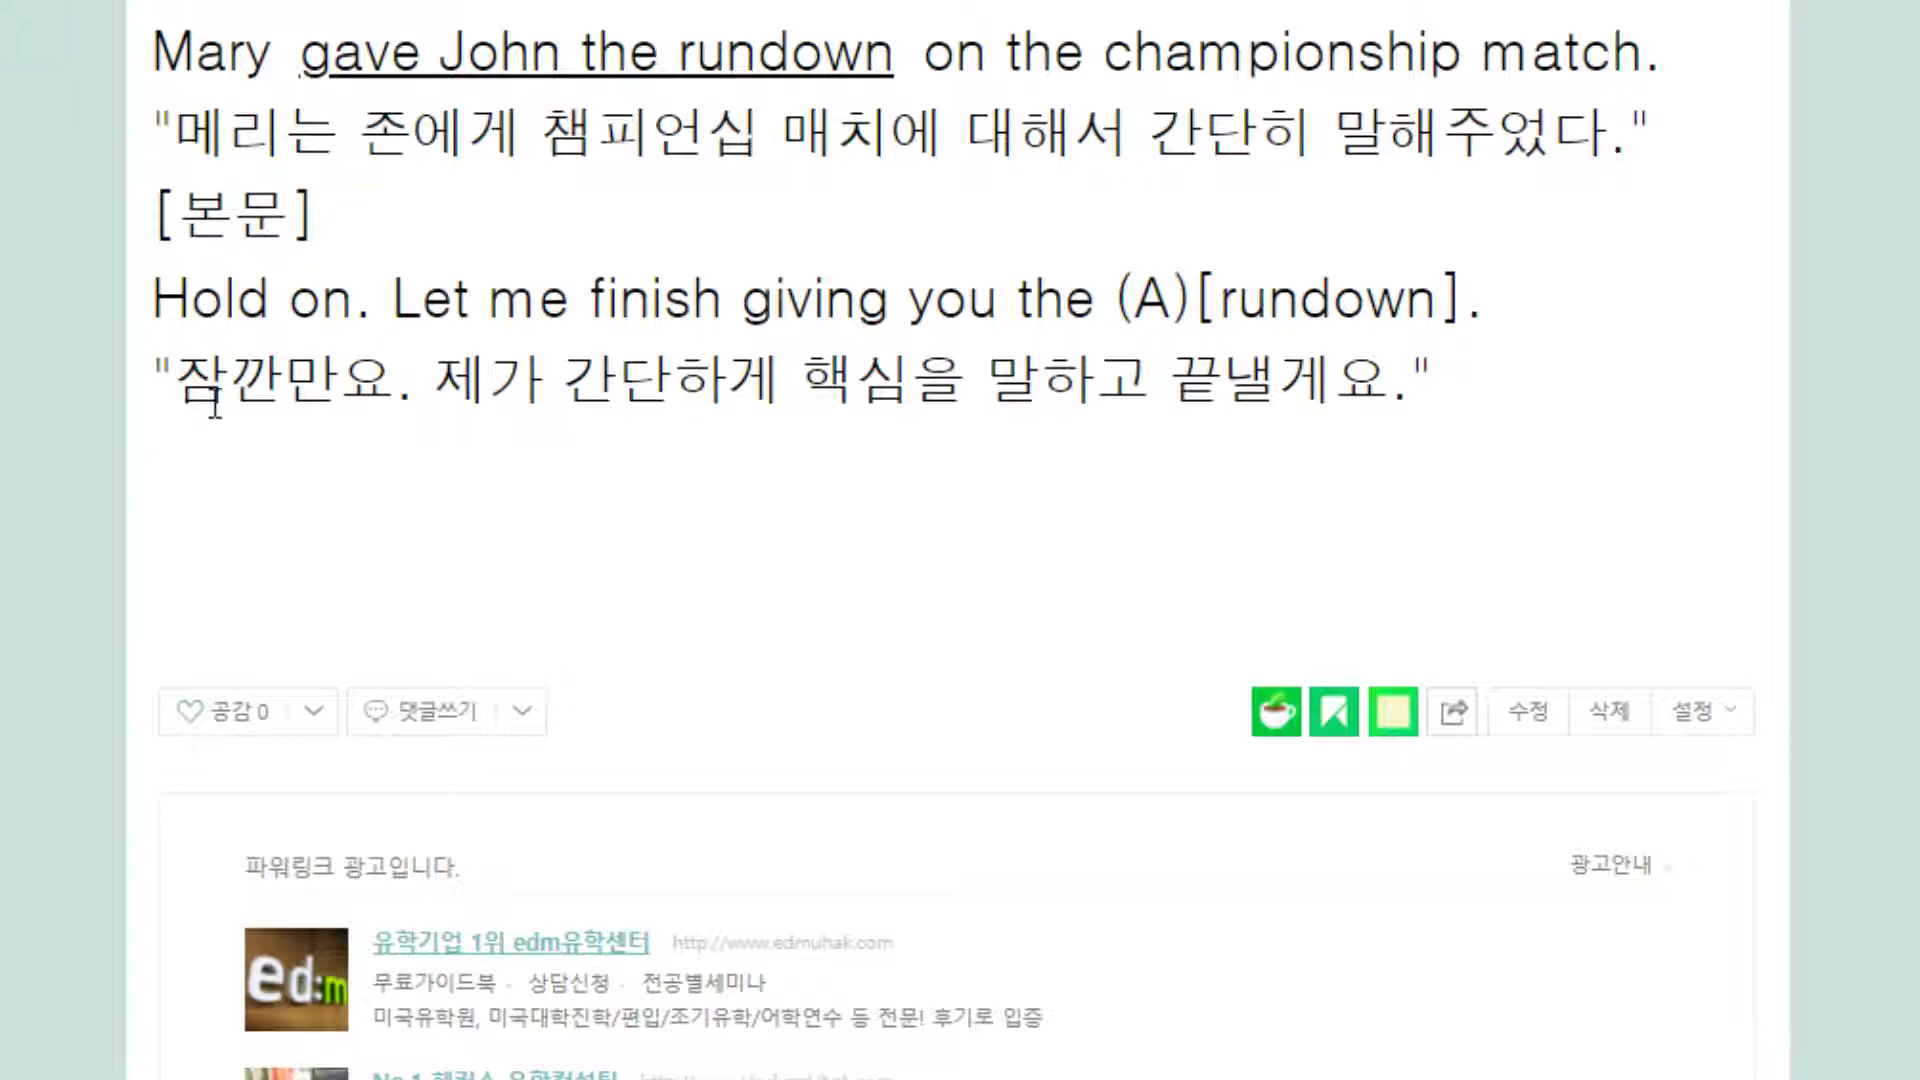 Mary gave John the rundown on the championship match.
"메리는 존에게 챔피언십 매치에 대해서 간단히 말해주었다."
[본문]
Hold on. Let me finish giving you the (A)[rundown].
"잠깐만요. 제가 간단하게 핵심을 말하고 끝낼게요."
공감 0 댓글쓰기 수정 삭제 설정
파워링크 광고입니다. 광고안내
ed:m
유학기업 1위 edm유학센터 http://www.edmuhak.com
무료가이드북 · 상담신청 · 전공별세미나
미국유학원, 미국대학진학/편입/조기유학/어학연수 등 전문! 후기로 입증